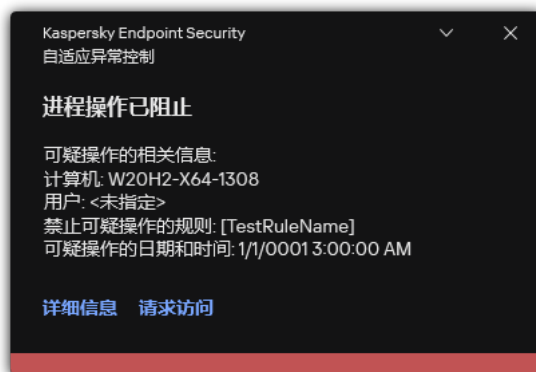 Kaspersky Endpoint Security
自适应异常控制
进程操作已阻止
可疑操作的相关信息:
计算机: W20H2-X64-1308
用户: <未指定>
禁止可疑操作的规则: [TestRuleName]
可疑操作的日期和时间: 1/1/0001 3:00:00 AM
详细信息 请求访问